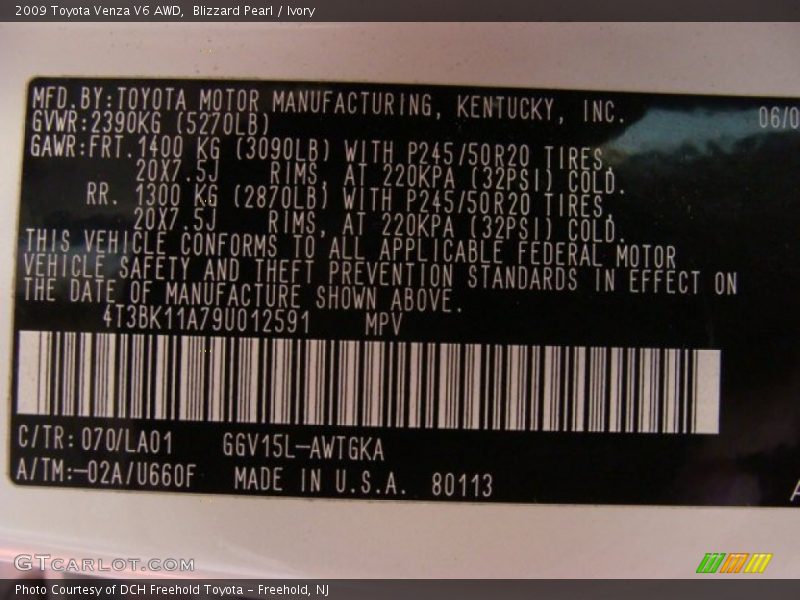 2009 Toyota Venza V6 AWD,  Blizzard Pearl / Ivory
MFD.BY:TOYOTA MOTOR MANUFACTURING, KENTUCKY, INC. 06/0
GVWR:2390KG (5270LB)
GAWR:FRT.1400 KG (3090LB) WITH P245/50R20 TIRES,
20X7.5J RIMS, AT 220KPA (32PSI) COLD.
RR. 1300 KG (2870LB) WITH P245/50R20 TIRES,
20X7.5J RIMS, AT 220KPA (32PSI) COLD.
THIS VEHICLE CONFORMS TO ALL APPLICABLE FEDERAL MOTOR
VEHICLE SAFETY AND THEFT PREVENTION STANDARDS IN EFFECT ON
THE DATE OF MANUFACTURE SHOWN ABOVE.
4T3BK11A79U012591 MPV
C/TR: 070/LA01 GGV15L-AWTGKA
A/TM:-02A/U660F MADE IN U.S.A. 80113
GTCARLOT.COM
Photo Courtesy of DCH Freehold Toyota - Freehold, NJ